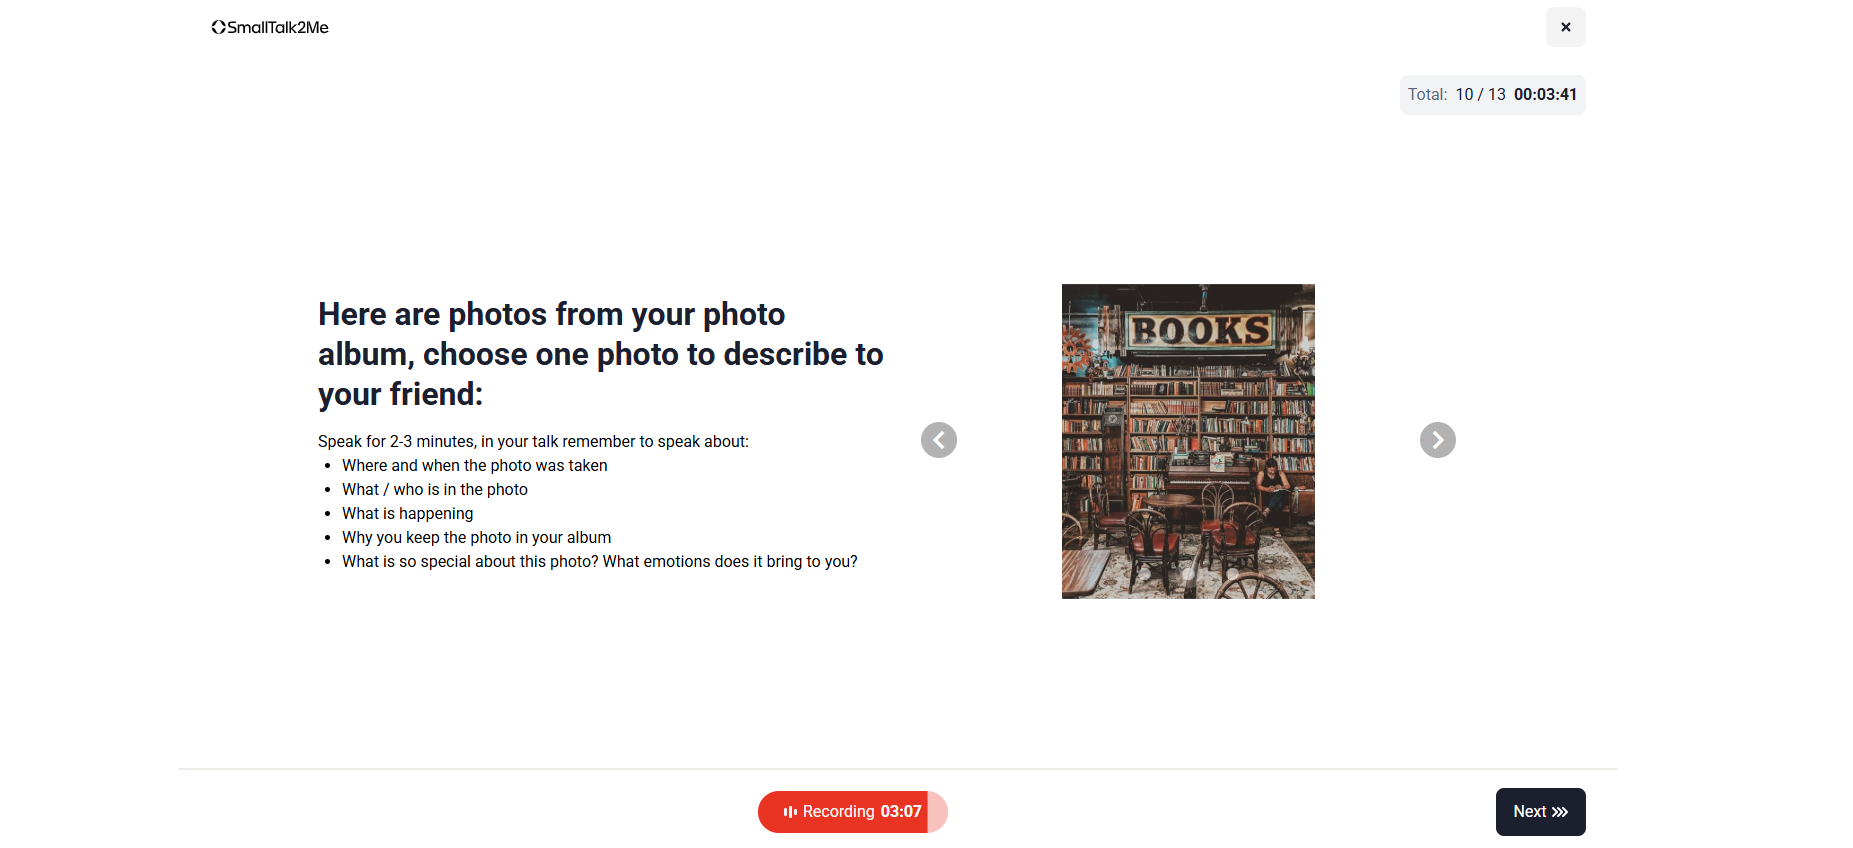 SmallTalk2Me
Total: 10 / 13 00:03:41
Here are photos from your photo
album, choose one photo to describe to
your friend:
Speak for 2-3 minutes, in your talk remember to speak about:
• Where and when the photo was taken
• What / who is in the photo
• What is happening
• Why you keep the photo in your album
• What is so special about this photo? What emotions does it bring to you?
BOOKS
Recording 03:07
Next